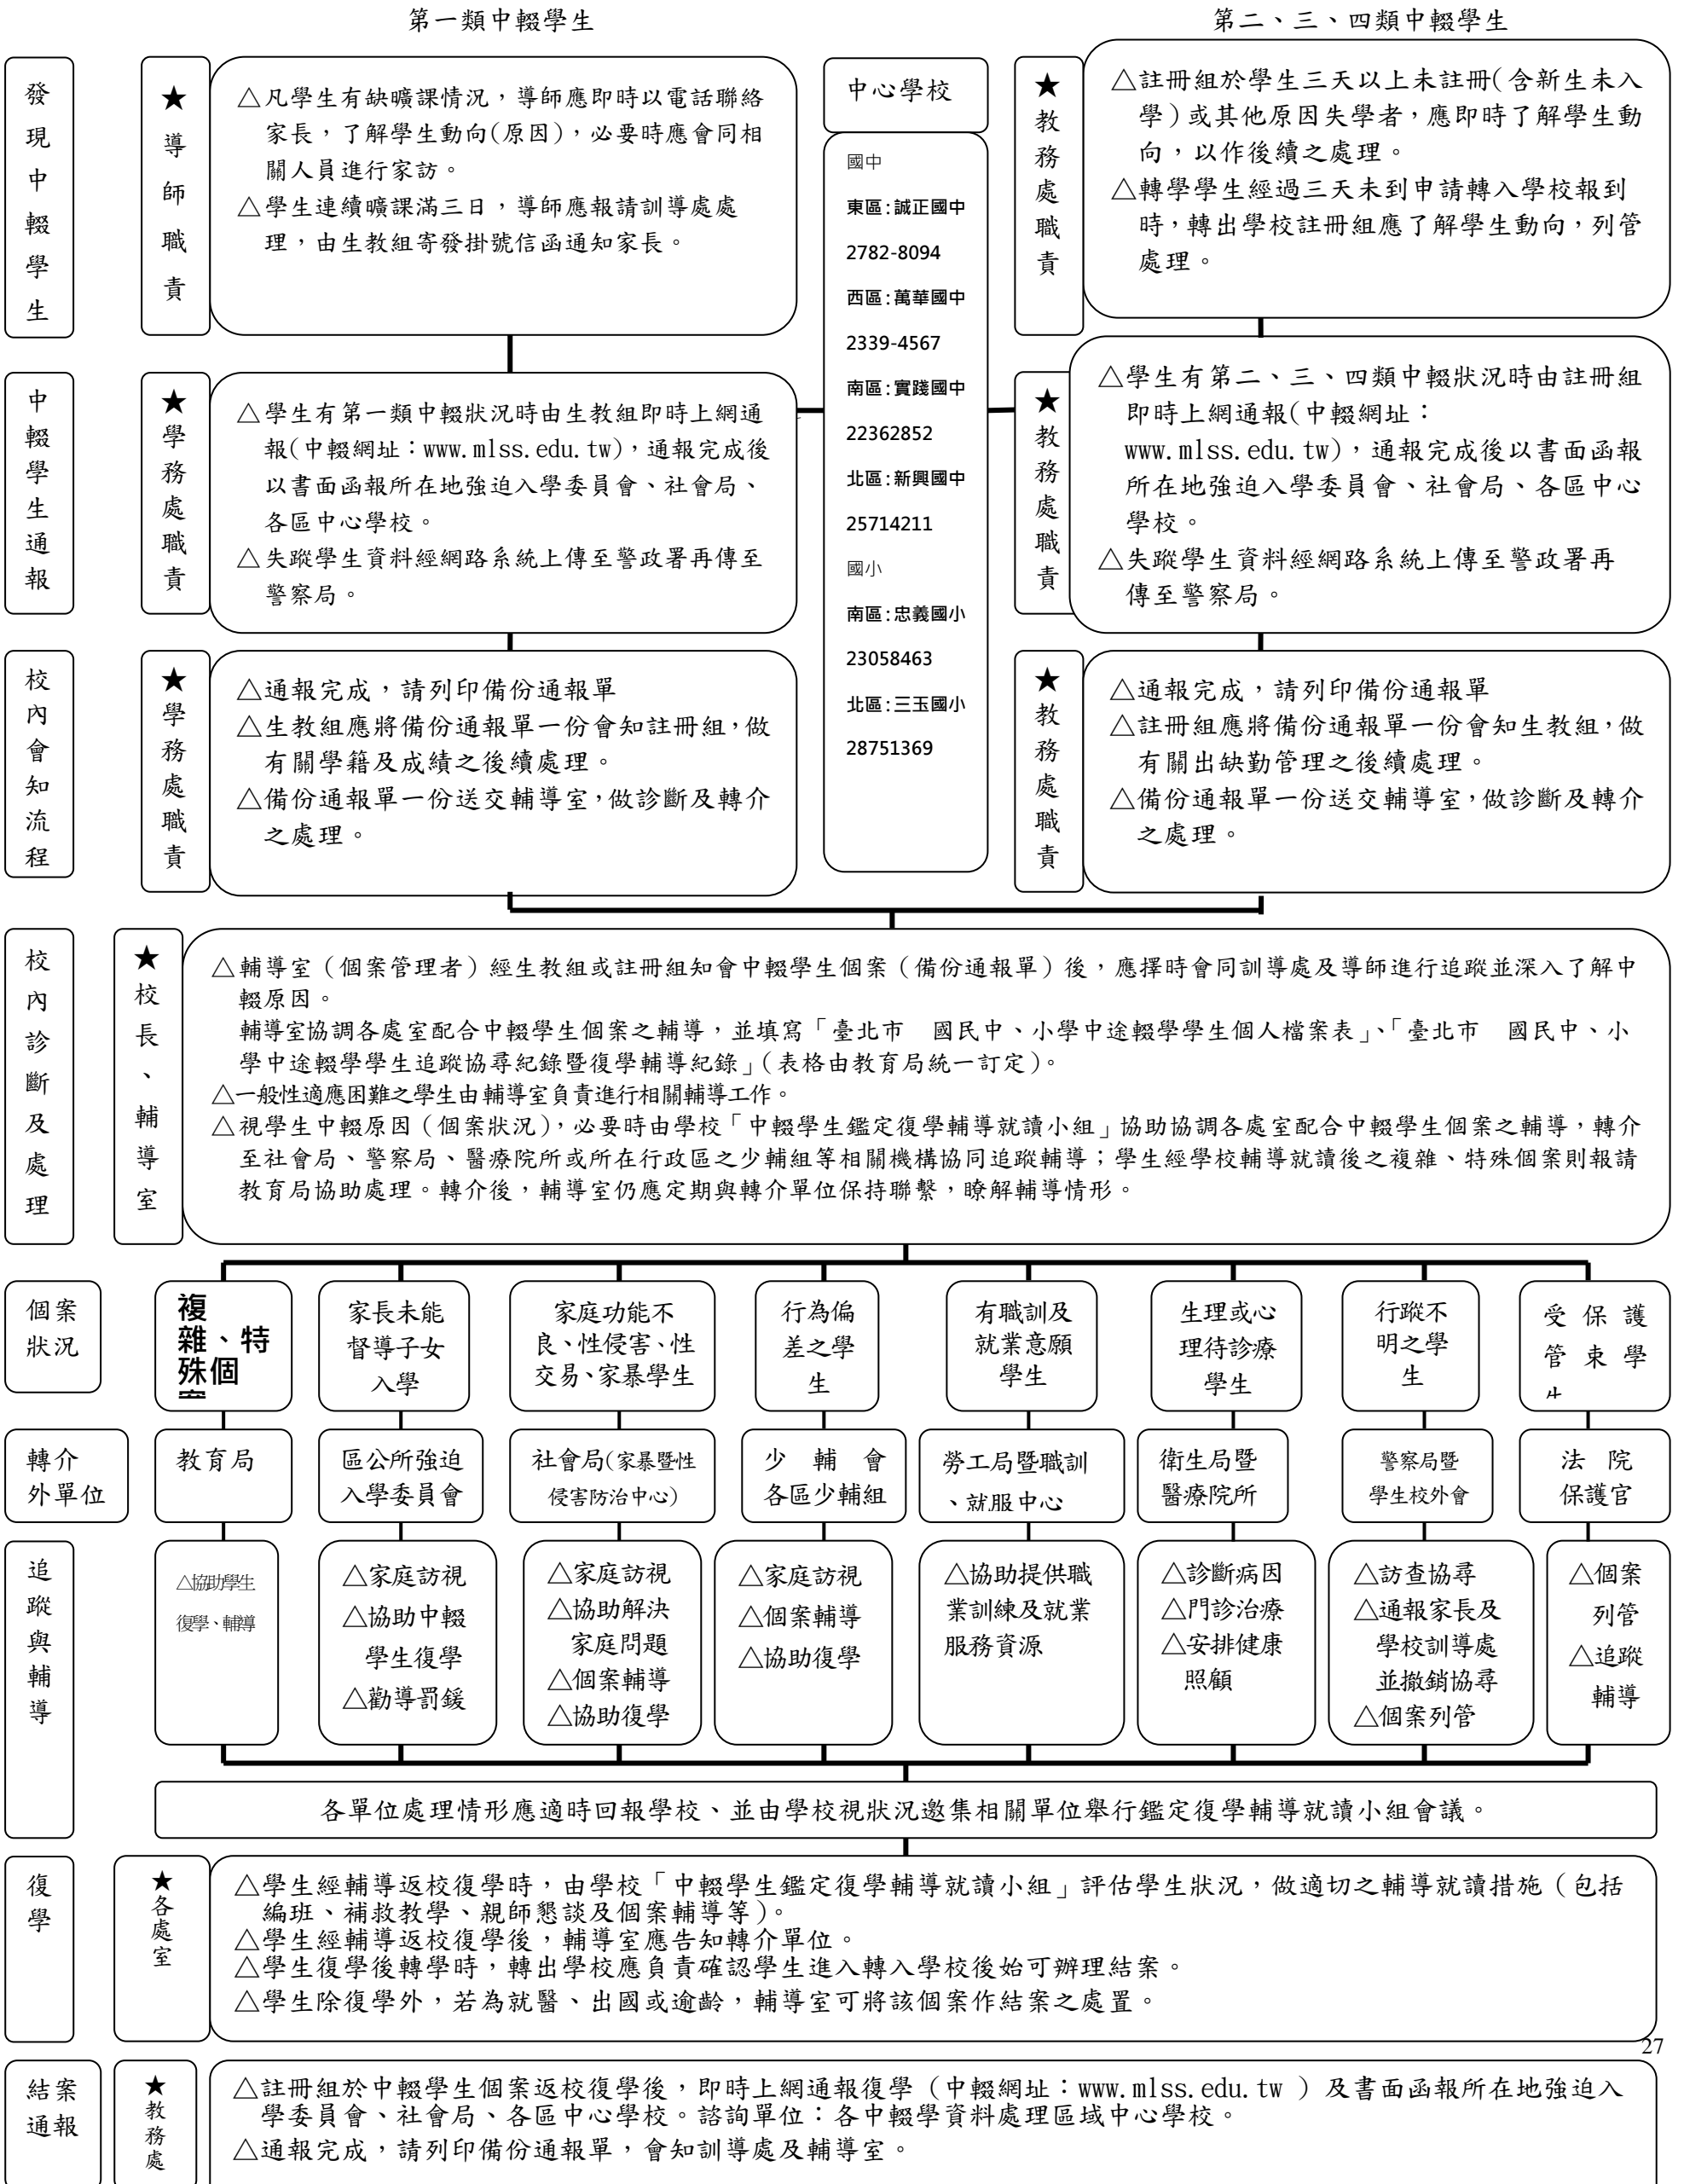 第一類中輟學生
第二、三、四類中輟學生
發現中輟學生
★導師職責
△凡學生有缺曠課情況，導師應即時以電話聯絡
家長，了解學生動向(原因)，必要時應會同相
關人員進行家訪。
△學生連續曠課滿三日，導師應報請訓導處處
理，由生教組寄發掛號信函通知家長。
中心學校
國中
東區:誠正國中
2782-8094
西區:萬華國中
2339-4567
南區:實踐國中
22362852
北區:新興國中
25714211
國小
南區:忠義國小
23058463
北區:三玉國小
28751369
★教務處職責
△註冊組於學生三天以上未註冊(含新生未入
學)或其他原因失學者，應即時了解學生動
向，以作後續之處理。
△轉學學生經過三天未到申請轉入學校報到
時，轉出學校註冊組應了解學生動向，列管
處理。
中輟學生通報
★學務處職責
△學生有第一類中輟狀況時由生教組即時上網通
報(中輟網址：www.mlss.edu.tw)，通報完成後
以書面函報所在地強迫入學委員會、社會局、
各區中心學校。
△失蹤學生資料經網路系統上傳至警政署再傳至
警察局。
★教務處職責
△學生有第二、三、四類中輟狀況時由註冊組
即時上網通報(中輟網址：
www.mlss.edu.tw)，通報完成後以書面函報
所在地強迫入學委員會、社會局、各區中心
學校。
△失蹤學生資料經網路系統上傳至警政署再
傳至警察局。
校內會知流程
★學務處職責
△通報完成，請列印備份通報單
△生教組應將備份通報單一份會知註冊組，做
有關學籍及成績之後續處理。
△備份通報單一份送交輔導室，做診斷及轉介
之處理。
★教務處職責
△通報完成，請列印備份通報單
△註冊組應將備份通報單一份會知生教組，做
有關出缺勤管理之後續處理。
△備份通報單一份送交輔導室，做診斷及轉介
之處理。
校內診斷及處理
★校長、輔導室
△輔導室（個案管理者）經生教組或註冊組知會中輟學生個案（備份通報單）後，應擇時會同訓導處及導師進行追蹤並深入了解中
輟原因。
輔導室協調各處室配合中輟學生個案之輔導，並填寫「臺北市　國民中、小學中途輟學學生個人檔案表」、「臺北市　國民中、小
學中途輟學學生追蹤協尋紀錄暨復學輔導紀錄」(表格由教育局統一訂定)。
△一般性適應困難之學生由輔導室負責進行相關輔導工作。
△視學生中輟原因（個案狀況），必要時由學校「中輟學生鑑定復學輔導就讀小組」協助協調各處室配合中輟學生個案之輔導，轉介
至社會局、警察局、醫療院所或所在行政區之少輔組等相關機構協同追蹤輔導；學生經學校輔導就讀後之複雜、特殊個案則報請
教育局協助處理。轉介後，輔導室仍應定期與轉介單位保持聯繫，瞭解輔導情形。
個案
狀況
複
雜、特
殊個
案
家長未能
督導子女
入學
家庭功能不
良、性侵害、性
交易、家暴學生
行為偏
差之學
生
有職訓及
就業意願
學生
生理或心
理待診療
學生
行蹤不
明之學
生
受保護
管束學
生
轉介
外單位
教育局
區公所強迫
入學委員會
社會局(家暴暨性
侵害防治中心)
少輔會
各區少輔組
勞工局暨職訓
、就服中心
衛生局暨
醫療院所
警察局暨
學生校外會
法院
保護官
追蹤與輔導
△協助學生
復學、輔導
△家庭訪視
△協助中輟
學生復學
△勸導罰鍰
△家庭訪視
△協助解決
家庭問題
△個案輔導
△協助復學
△家庭訪視
△個案輔導
△協助復學
△協助提供職
業訓練及就業
服務資源
△診斷病因
△門診治療
△安排健康
照顧
△訪查協尋
△通報家長及
學校訓導處
並撤銷協尋
△個案列管
△個案
列管
△追蹤
輔導
各單位處理情形應適時回報學校、並由學校視狀況邀集相關單位舉行鑑定復學輔導就讀小組會議。
復學
★各處室
△學生經輔導返校復學時，由學校「中輟學生鑑定復學輔導就讀小組」評估學生狀況，做適切之輔導就讀措施（包括
編班、補救教學、親師懇談及個案輔導等）。
△學生經輔導返校復學後，輔導室應告知轉介單位。
△學生復學後轉學時，轉出學校應負責確認學生進入轉入學校後始可辦理結案。
△學生除復學外，若為就醫、出國或逾齡，輔導室可將該個案作結案之處置。
27
結案
通報
★教務處
△註冊組於中輟學生個案返校復學後，即時上網通報復學（中輟網址：www.mlss.edu.tw ）及書面函報所在地強迫入
學委員會、社會局、各區中心學校。諮詢單位：各中輟學資料處理區域中心學校。
△通報完成，請列印備份通報單，會知訓導處及輔導室。